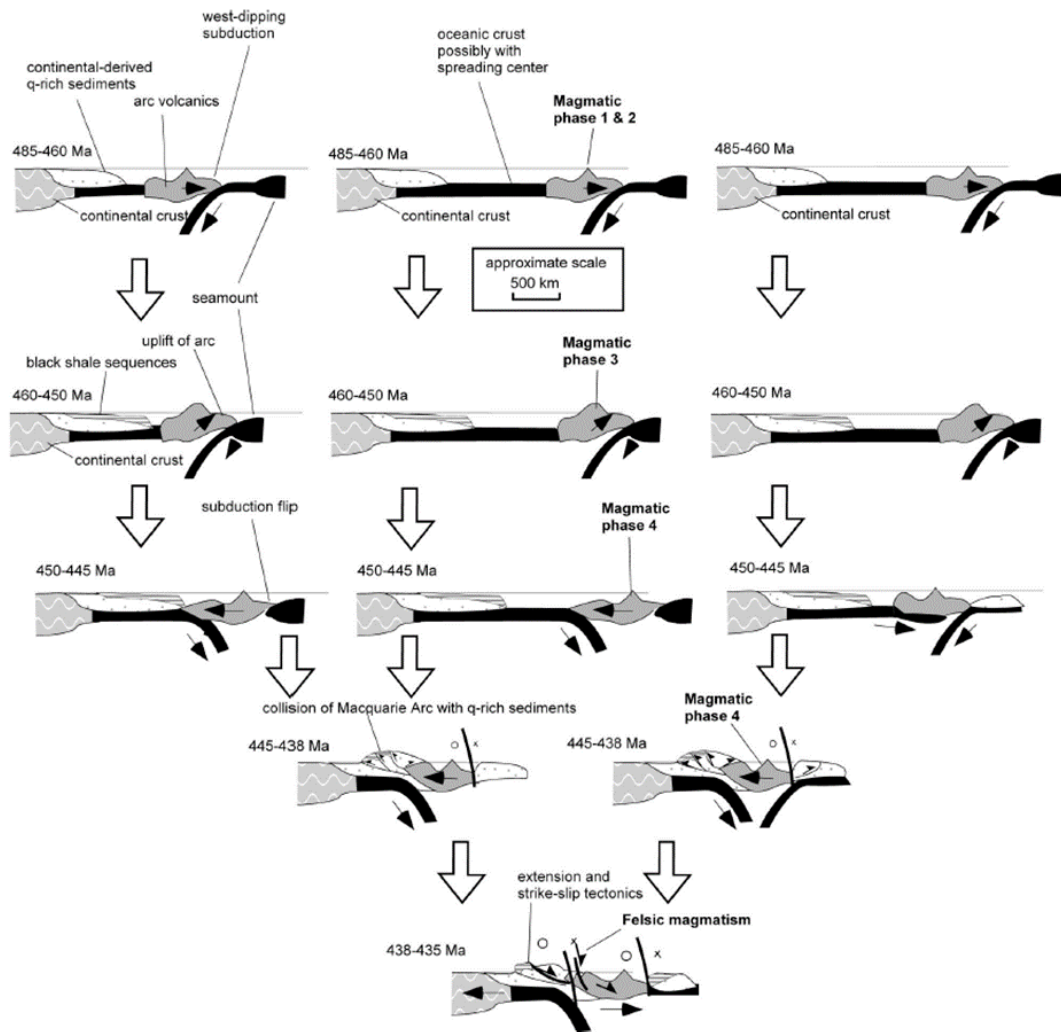 west-dipping
subduction
continental-derived
q-rich sediments
arc volcanics
oceanic crust
possibly with
spreading center
Magmatic
phase 1 & 2
485-460 Ma
485-460 Ma
485-460 Ma
continental crust
continental crust
continental crust
approximate scale
500 km
seamount
uplift of arc
black shale sequences
Magmatic
phase 3
460-450 Ma
460-450 Ma
460-450 Ma
continental crust
subduction flip
Magmatic
phase 4
450-445 Ma
450-445 Ma
450-445 Ma
collision of Macquarie Arc with q-rich sediments
Magmatic
phase 4
445-438 Ma
o x
445-438 Ma
o x
extension and
strike-slip tectonics
Felsic magmatism
438-435 Ma
o x o x